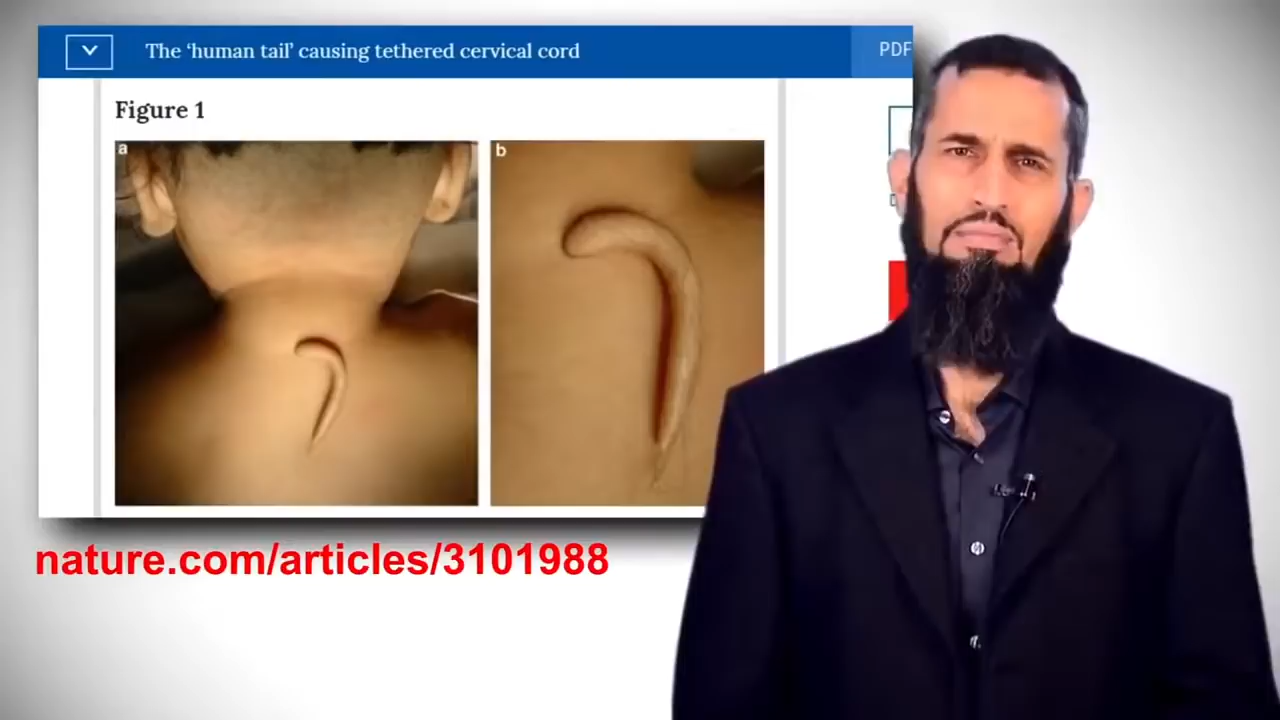 The ‘human tail’ causing tethered cervical cord
PDF
Figure 1
a
b
nature.com/articles/3101988